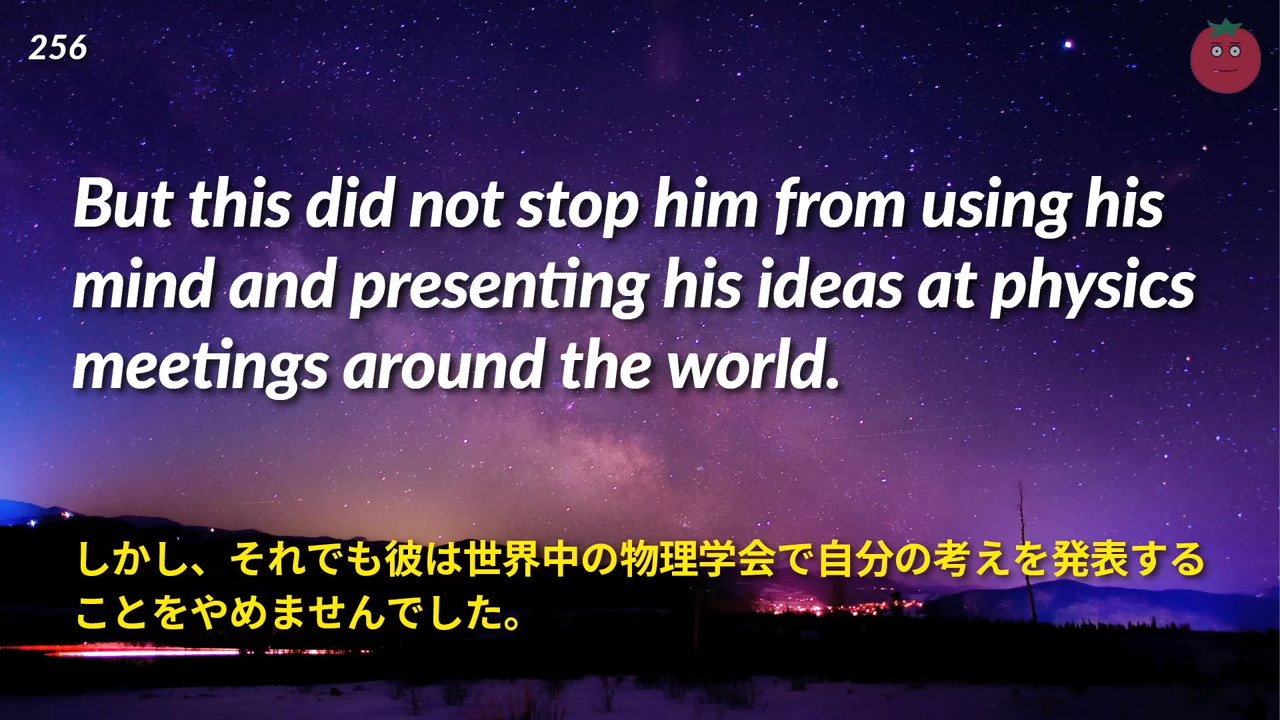 256
But this did not stop him from using his
mind and presenting his ideas at physics
meetings around the world.
しかし、それでも彼は世界中の物理学会で自分の考えを発表する
ことをやめませんでした。